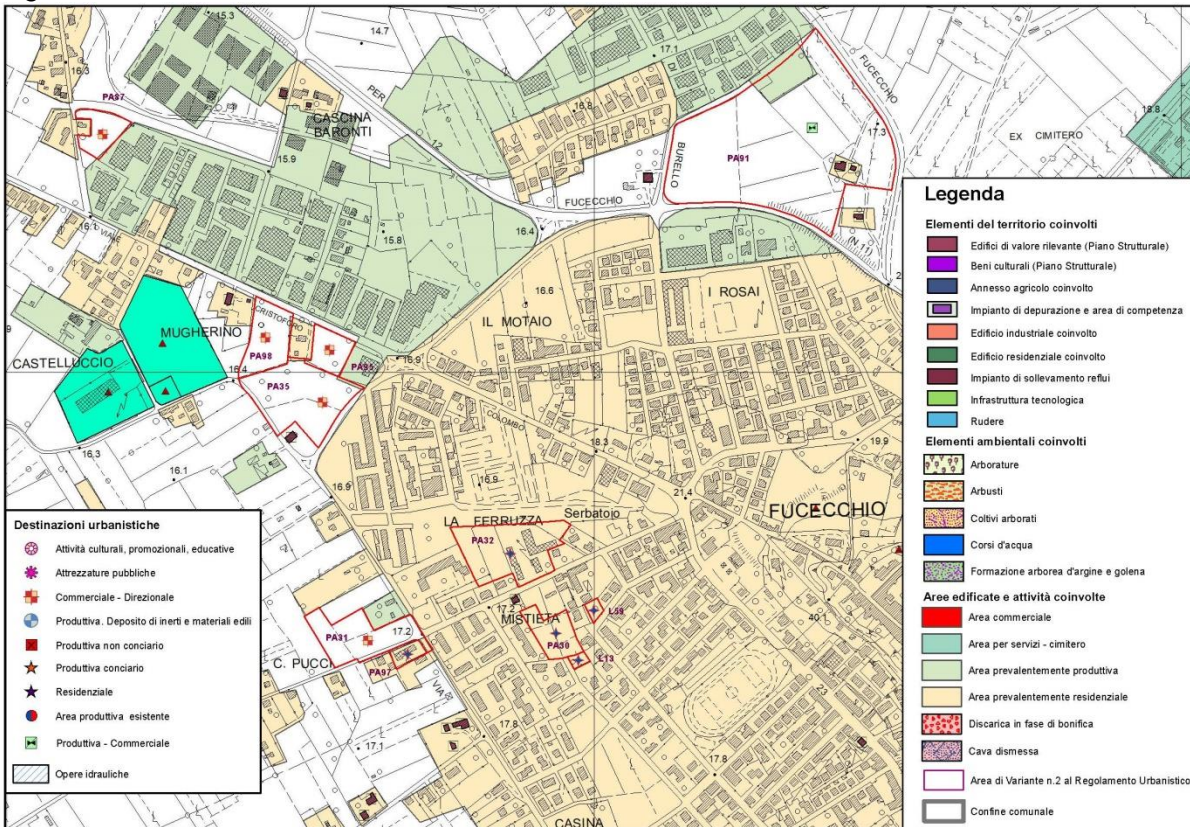 15.3
14.7
16.3
PA87
PER
17.1
DI
FUCECCHIO
CASCINA
BARONTI
16.8
12
17.3
18.8
EX CIMITERO
15.9
BURELLO
PA91
FUCECCHIO
16.1
VIALE
15.8
16.4
(N 11)
I ROSAI
16.6
IL MOTAIO
CRISTOFORO
MUGHERINO
CASTELLUCCIO
PA98
16.9
PA95
16.4
PA35
COLOMBO
16.3
16.1
18.3
19.9
16.9
16.9
21.4
LA FERRUZZA
Serbatoio
FUCECCHIO
PA32
17.2
MISTIETA
L59
PA31
17.2
PA30
40.1
C. PUCCI
PA97
L13
VIA
23
17.8
17.1
17.8
CASINA
Destinazioni urbanistiche
Attività culturali, promozionali, educative
Attrezzature pubbliche
Commerciale - Direzionale
Produttiva. Deposito di inerti e materiali edili
Produttiva non conciario
Produttiva conciario
Residenziale
Area produttiva esistente
Produttiva - Commerciale
Opere idrauliche
Legenda
Elementi del territorio coinvolti
Edifici di valore rilevante (Piano Strutturale)
Beni culturali (Piano Strutturale)
Annesso agricolo coinvolto
Impianto di depurazione e area di competenza
Edificio industriale coinvolto
Edificio residenziale coinvolto
Impianto di sollevamento reflui
Infrastruttura tecnologica
Rudere
Elementi ambientali coinvolti
Arborature
Arbusti
Coltivi arborati
Corsi d'acqua
Formazione arborea d'argine e golena
Aree edificate e attività coinvolte
Area commerciale
Area per servizi - cimitero
Area prevalentemente produttiva
Area prevalentemente residenziale
Discarica in fase di bonifica
Cava dismessa
Area di Variante n.2 al Regolamento Urbanistico
Confine comunale